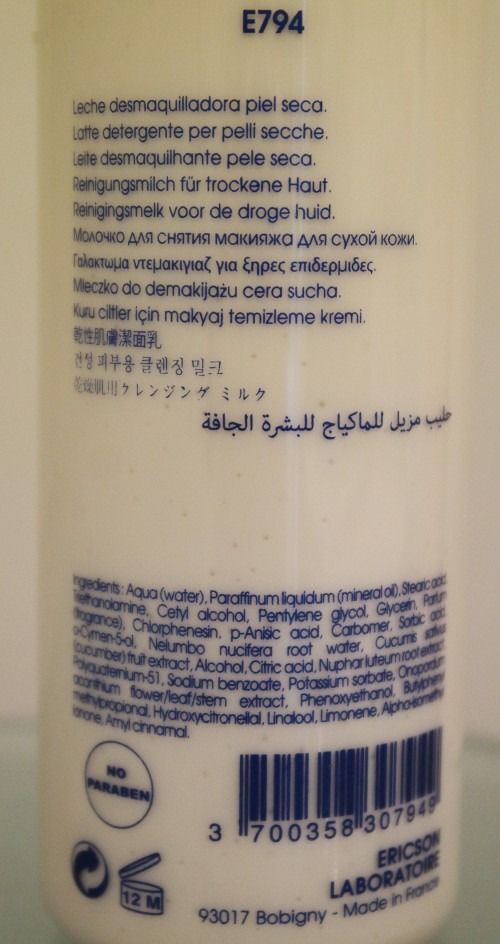 E794
Leche desmaquilladora piel seca.
Latte detergente per pelli secche.
Leite desmaquilhante pele seca.
Reinigungsmilch für trockene Haut.
Reinigingsmelk voor de droge huid.
Молочко для снятия макияжа для сухой кожи.
Γαλακτωμα ντεμακιγιαζ για ξηρες επιδερμιδες.
Mleczko do demakijażu cera sucha.
Kuru ciltler için makyaj temizleme kremi.
乾性肌膚潔面乳
건성 피부용 클렌징 밀크
乾燥肌用クレンジング ミルク
حليب مزيل للماكياج للبشرة الجافة
Ingredients: Aqua (water), Paraffinum liquidum (mineral oil), Stearic acid,
Triethanolamine, Cetyl alcohol, Pentylene glycol, Glycerin, Parfum
(fragrance), Chlorphenesin, p-Anisic acid, Carbomer, Sorbic acid,
o-Cymen-5-ol, Nelumbo nucifera root water, Cucumis sativus
(cucumber) fruit extract, Alcohol, Citric acid, Nuphar luteum root extract,
Polyquaternium-51, Sodium benzoate, Potassium sorbate, Onopordum
acanthium flower/leaf/stem extract, Phenoxyethanol, Butylphenyl
methylpropional, Hydroxycitronellal, Linalool, Limonene, Alpha-isomethyl
ionone, Amyl cinnamal.
NO
PARABEN
3 700358 307949
12 M
ERICSON
LABORATOIRE
93017 Bobigny - Made in France